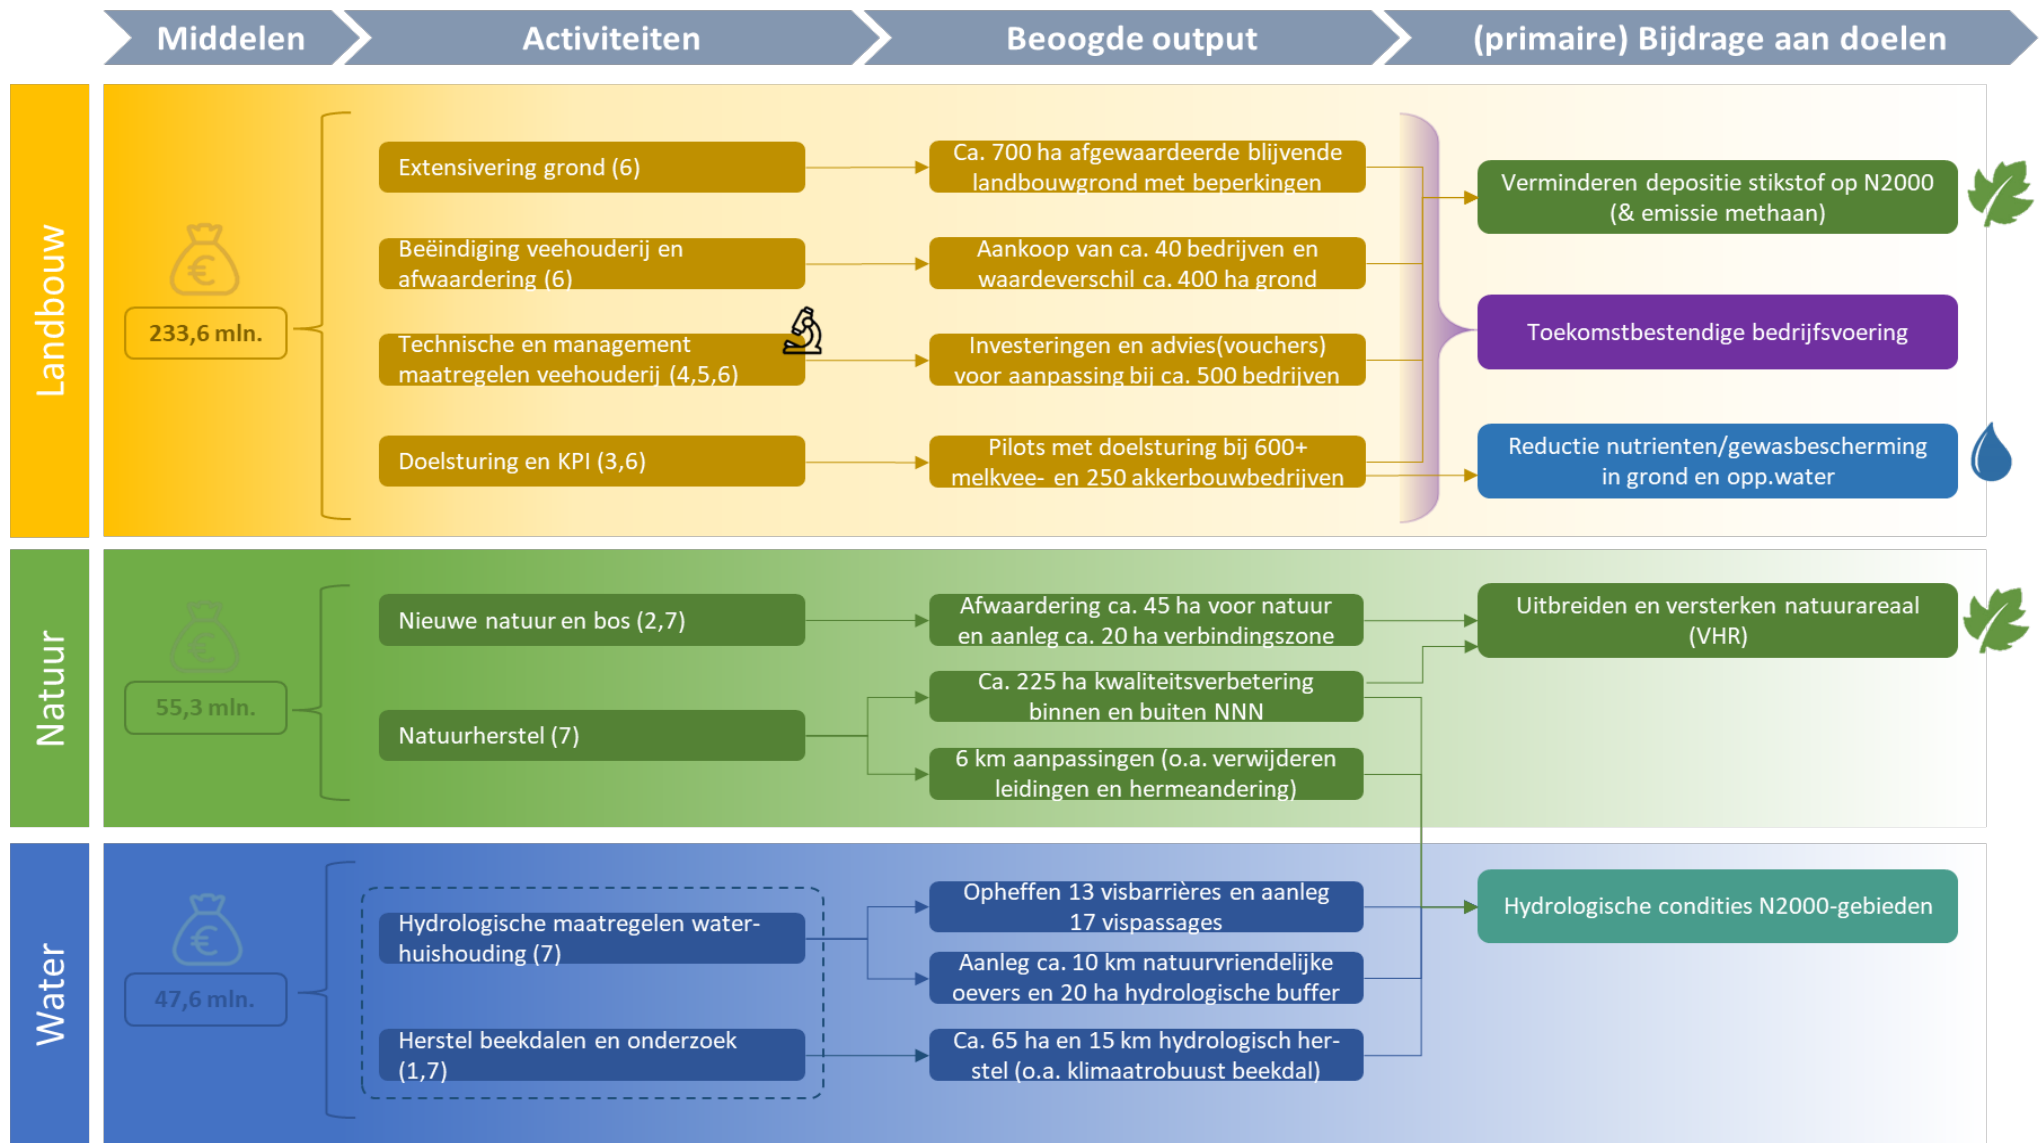 Middelen
Activiteiten
Beoogde output
(primaire) Bijdrage aan doelen
Landbouw
233,6 mln.
Extensivering grond (6)
Ca. 700 ha afgewaardeerde blijvende
landbouwgrond met beperkingen
Beëindiging veehouderij en
afwaardering (6)
Aankoop van ca. 40 bedrijven en
waardeverschil ca. 400 ha grond
Technische en management
maatregelen veehouderij (4,5,6)
Investeringen en advies(vouchers)
voor aanpassing bij ca. 500 bedrijven
Doelsturing en KPI (3,6)
Pilots met doelsturing bij 600+
melkvee- en 250 akkerbouwbedrijven
Verminderen depositie stikstof op N2000
(& emissie methaan)
Toekomstbestendige bedrijfsvoering
Reductie nutrienten/gewasbescherming
in grond en opp.water
Natuur
€
55,3 mln.
Nieuwe natuur en bos (2,7)
Afwaardering ca. 45 ha voor natuur
en aanleg ca. 20 ha verbindingszone
Natuurherstel (7)
Ca. 225 ha kwaliteitsverbetering
binnen en buiten NNN
6 km aanpassingen (o.a. verwijderen
leidingen en hermeandering)
Uitbreiden en versterken natuurareaal
(VHR)
Water
€
47,6 mln.
Hydrologische maatregelen water-
huishouding (7)
Opheffen 13 visbarrières en aanleg
17 vispassages
Aanleg ca. 10 km natuurvriendelijke
oevers en 20 ha hydrologische buffer
Herstel beekdalen en onderzoek
(1,7)
Ca. 65 ha en 15 km hydrologisch her-
stel (o.a. klimaatrobuust beekdal)
Hydrologische condities N2000-gebieden